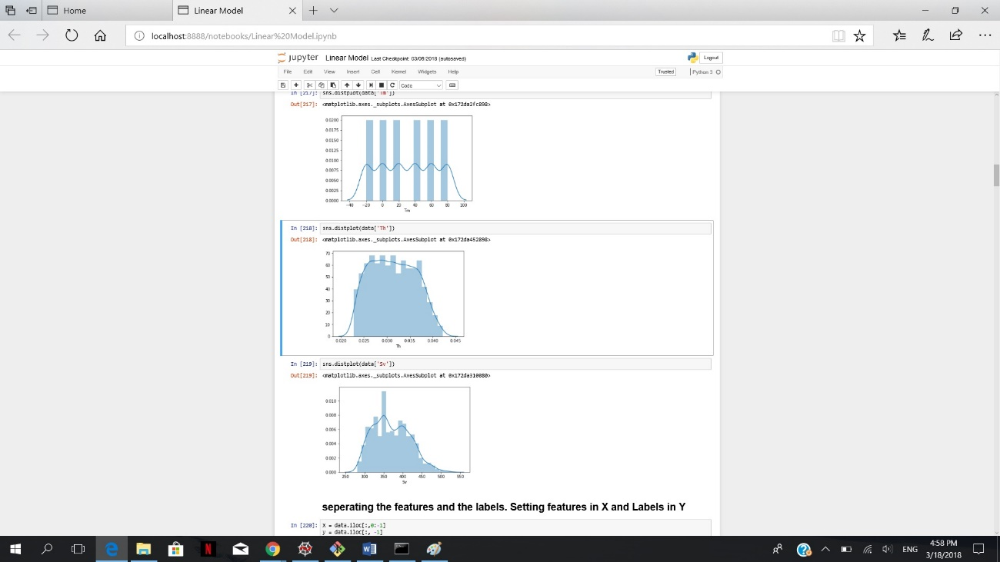 Home
Linear Model
localhost:8888/notebooks/Linear%20Model.ipynb
jupyter Linear Model Last Checkpoint: 03/06/2018 (autosaved)
Logout
File Edit View Insert Cell Kernel Widgets Help
Trusted
Python 3
Code
In [217]: sns.distplot(data['Tm'])
Out[217]: <matplotlib.axes._subplots.AxesSubplot at 0x172da2fc898>
0.0200
0.0175
0.0150
0.0125
0.0100
0.0075
0.0050
0.0025
0.0000
−40 −20 0 20 40 60 80 100
Tm
In [218]: sns.distplot(data['Th'])
Out[218]: <matplotlib.axes._subplots.AxesSubplot at 0x172da452898>
70
60
50
40
30
20
10
0
0.020 0.025 0.030 0.035 0.040 0.045
Th
In [219]: sns.distplot(data['Sv'])
Out[219]: <matplotlib.axes._subplots.AxesSubplot at 0x172da310080>
0.010
0.008
0.006
0.004
0.002
0.000
250 300 350 400 450 500 550
Sv
seperating the features and the labels. Setting features in X and Labels in Y
In [220]: X = data.iloc[:,0:-1]
y = data.iloc[:, -1]
ENG
4:58 PM
3/18/2018